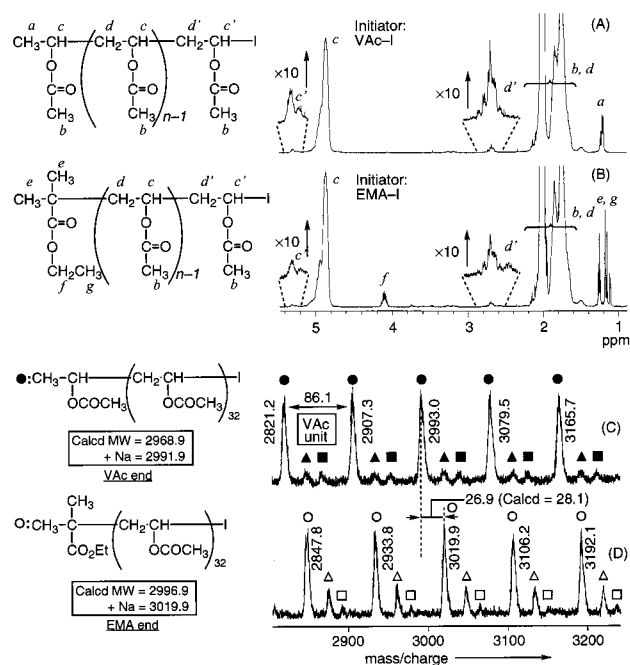 a c d c d' c'
CH3-CH CH2-CH CH2-CH-I
O O O
C=O C=O C=O
CH3 CH3 n-1 CH3
b b b
Initiator:
VAc–I
(A)
×10
c'
c
×10
d'
b, d
a
e
e CH3 d c d' c'
CH3-C CH2-CH CH2-CH-I
C=O O O
O C=O C=O
CH2CH3 CH3 n-1 CH3
f g b b
Initiator:
EMA–I
(B)
×10
c'
c
f
×10
d'
b, d
e, g
5 4 3 2 1
ppm
●: CH3-CH CH2-CH I
OCOCH3 OCOCH3 32
Calcd MW = 2968.9
+ Na = 2991.9
VAc end
2821.2
86.1
VAc
unit
2907.3
2993.0
3079.5
3165.7
(C)
26.9 (Calcd = 28.1)
CH3
O: CH3-C CH2-CH I
CO2Et OCOCH3 32
Calcd MW = 2996.9
+ Na = 3019.9
EMA end
2847.8
2933.8
3019.9
3106.2
3192.1
(D)
2900 3000 3100 3200
mass/charge